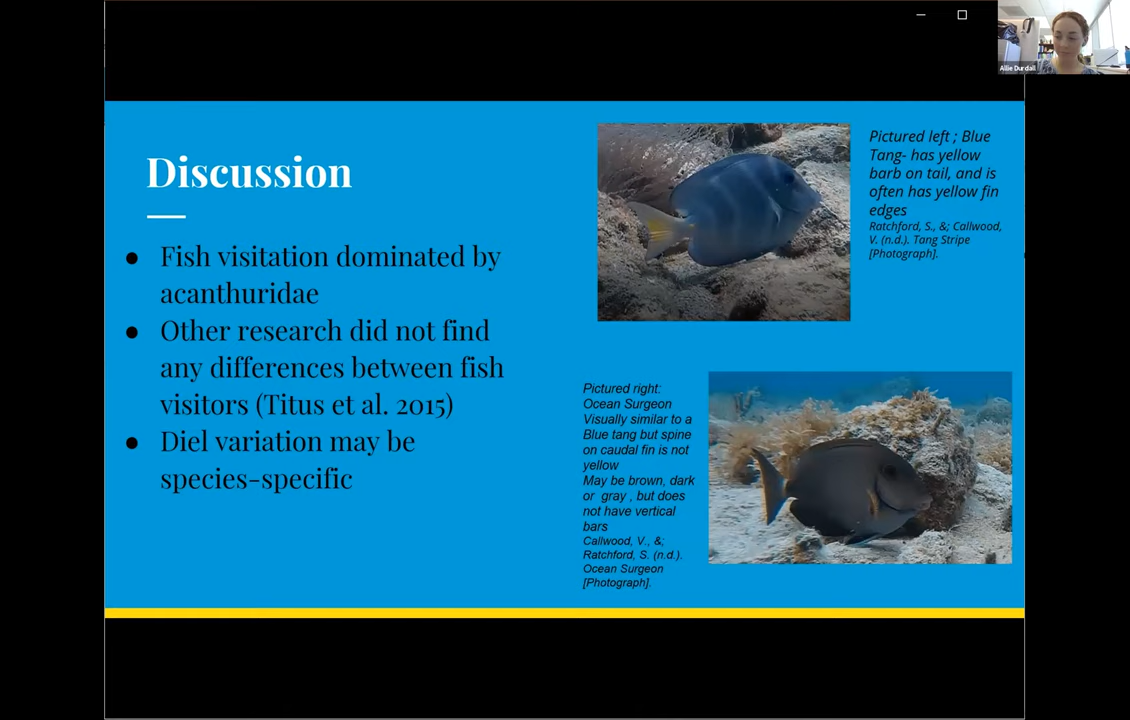 Allie Durdall
Discussion
● Fish visitation dominated by
acanthuridae
● Other research did not find
any differences between fish
visitors (Titus et al. 2015)
● Diel variation may be
species-specific
Pictured left ; Blue
Tang- has yellow
barb on tail, and is
often has yellow fin
edges
Ratchford, S., &; Callwood,
V. (n.d.). Tang Stripe
[Photograph].
Pictured right:
Ocean Surgeon
Visually similar to a
Blue tang but spine
on caudal fin is not
yellow
May be brown, dark
or gray , but does
not have vertical
bars
Callwood, V., &;
Ratchford, S. (n.d.).
Ocean Surgeon
[Photograph].